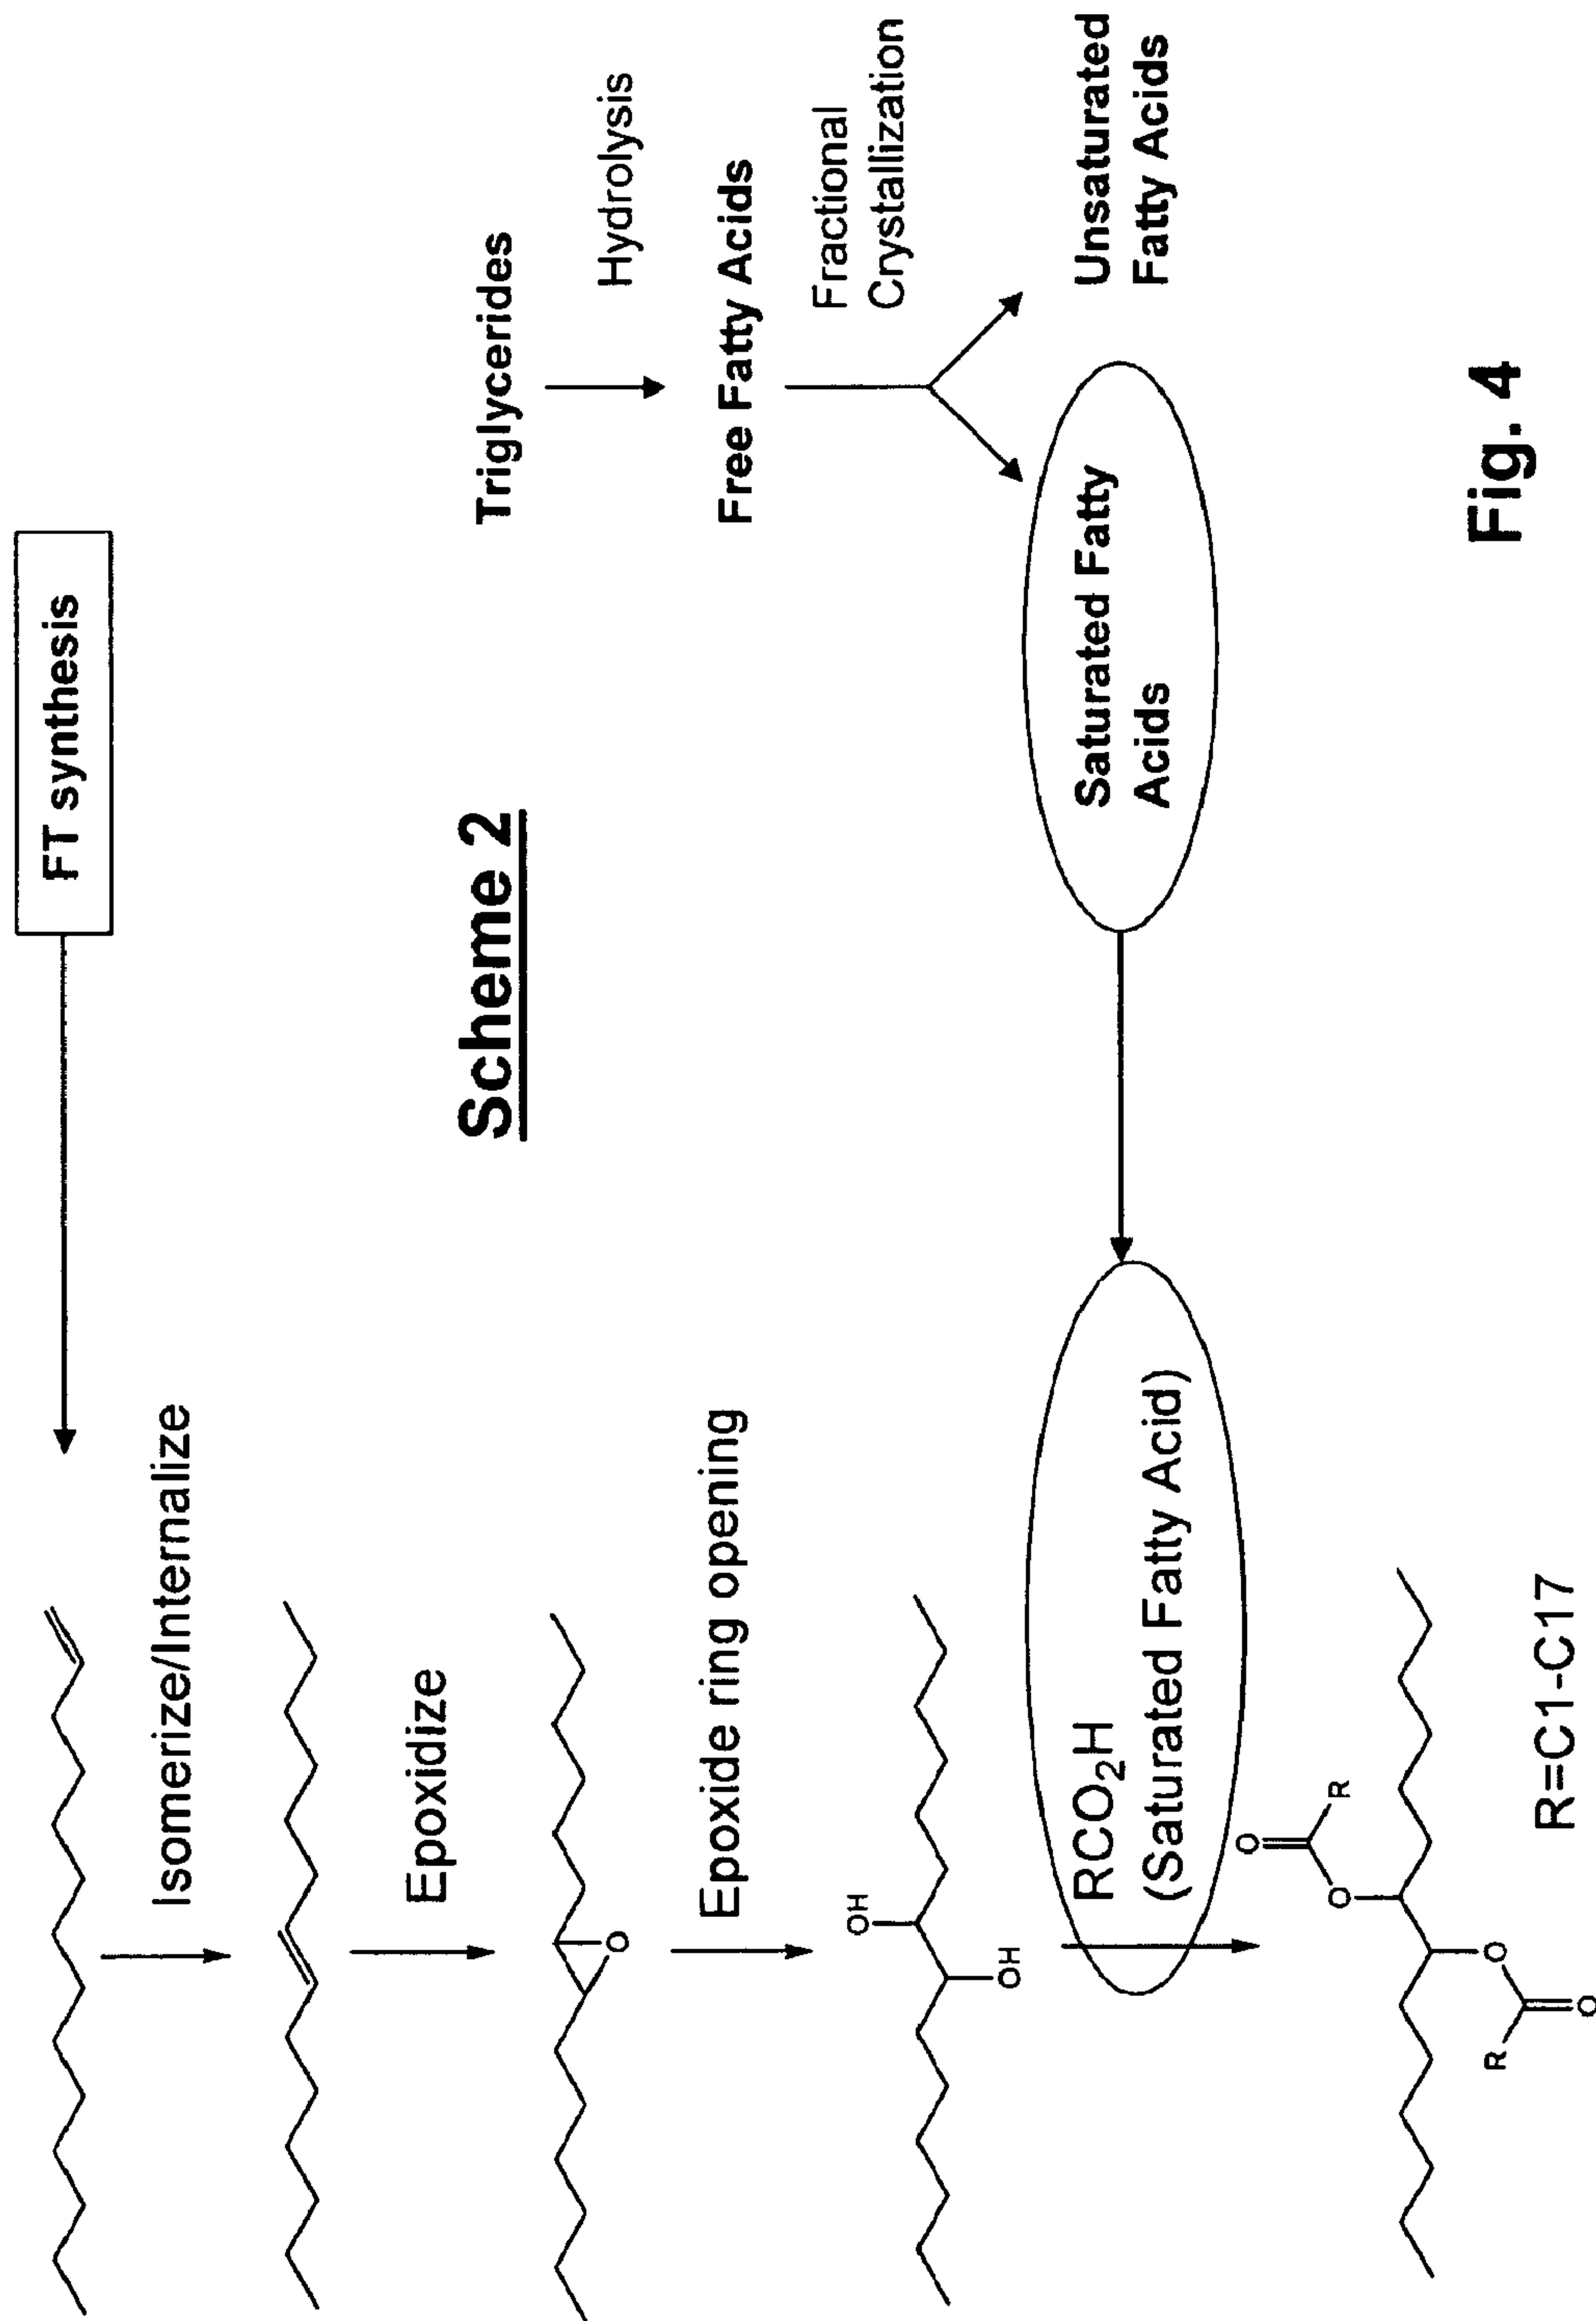 FT synthesis
Isomerize/Internalize
Scheme 2
Epoxidize
O
Epoxide ring opening
OH
OH
Triglycerides
Hydrolysis
Free Fatty Acids
Fractional
Crystallization
Saturated Fatty
Acids
Unsaturated
Fatty Acids
RCO₂H
(Saturated Fatty Acid)
O
R
O
O
R
O
R=C1-C17
Fig. 4